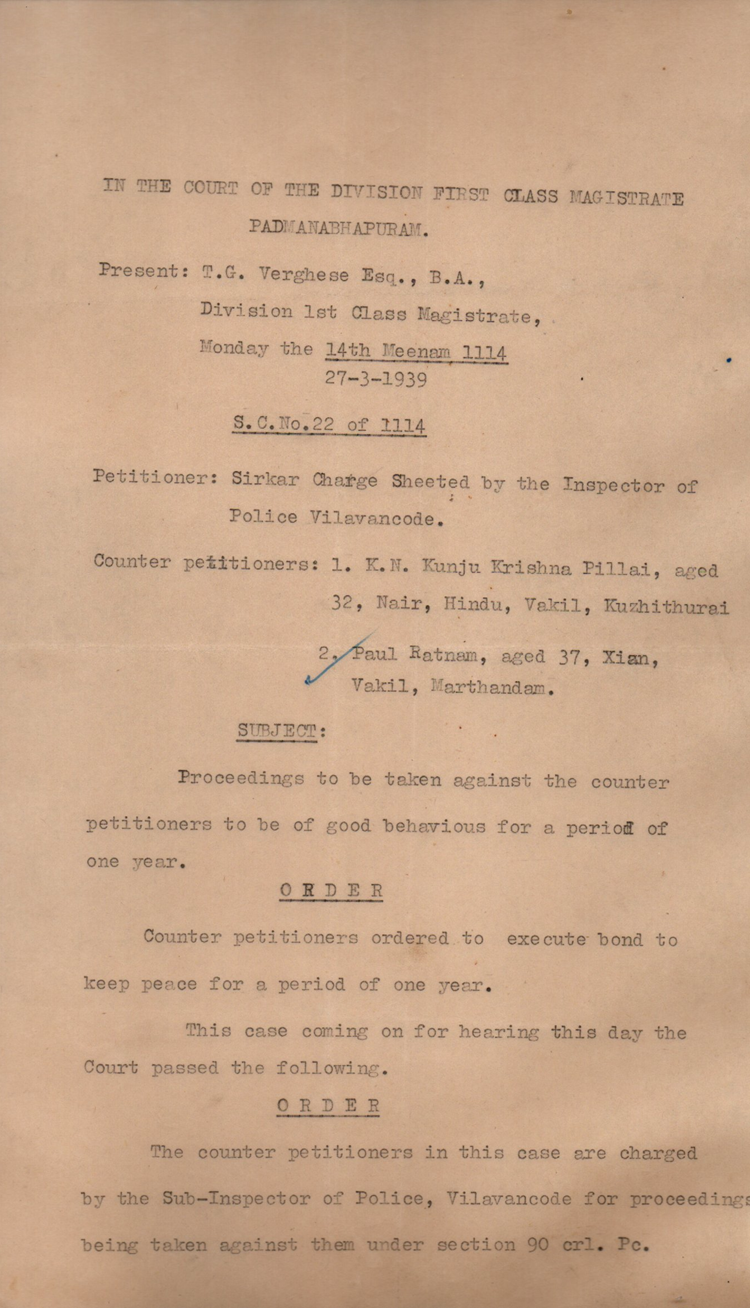 IN THE COURT OF THE DIVISION FIRST CLASS MAGISTRATE
PADMANABHAPURAM.
Present: T.G. Verghese Esq., B.A.,
Division 1st Class Magistrate,
Monday the 14th Meenam 1114
27-3-1939
S.C.No.22 of 1114
Petitioner: Sirkar Charge Sheeted by the Inspector of
Police Vilavancode.
Counter petitioners: 1. K.N. Kunju Krishna Pillai, aged
32, Nair, Hindu, Vakil, Kuzhithurai
2. Paul Ratnam, aged 37, Xian,
Vakil, Marthandam.
SUBJECT:
Proceedings to be taken against the counter
petitioners to be of good behavious for a period of
one year.
O R D E R
Counter petitioners ordered to execute bond to
keep peace for a period of one year.
This case coming on for hearing this day the
Court passed the following.
O R D E R
The counter petitioners in this case are charged
by the Sub-Inspector of Police, Vilavancode for proceedings
being taken against them under section 90 crl. Pc.